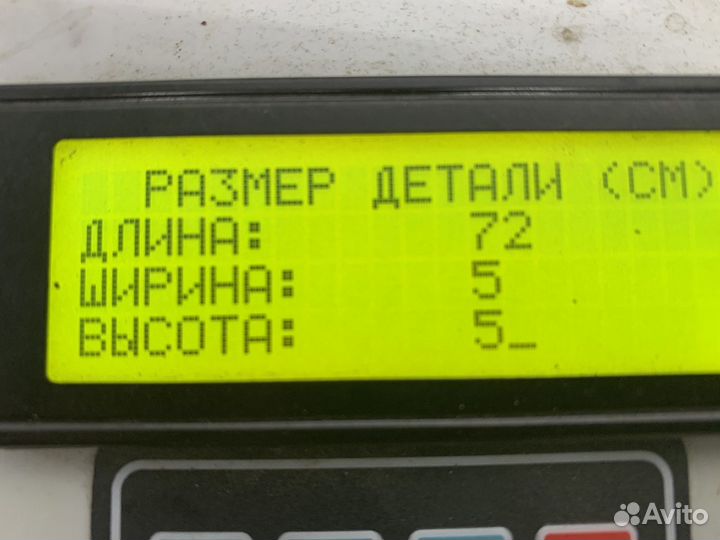 РАЗМЕР ДЕТАЛИ (СМ)
ДЛИНА: 72
ШИРИНА: 5
ВЫСОТА: 5_
Avito